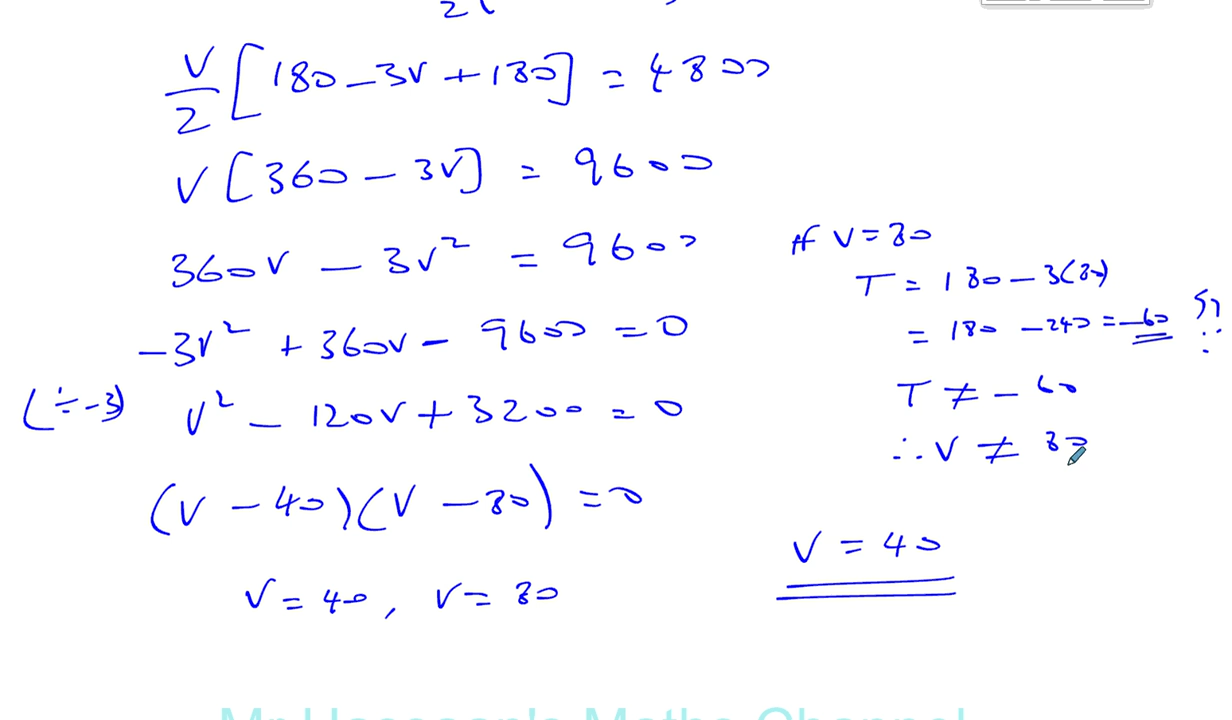 V/2 [180 - 3V + 180] = 4800
V[360 - 3V] = 9600
360V - 3V² = 9600
-3V² + 360V - 9600 = 0
(÷ -3) V² - 120V + 3200 = 0
(V - 40)(V - 80) = 0
V = 40, V = 80
If V = 80
T = 180 - 3(80)
= 180 - 240 = -60 ??
T ≠ -60
∴ V ≠ 80
V = 40